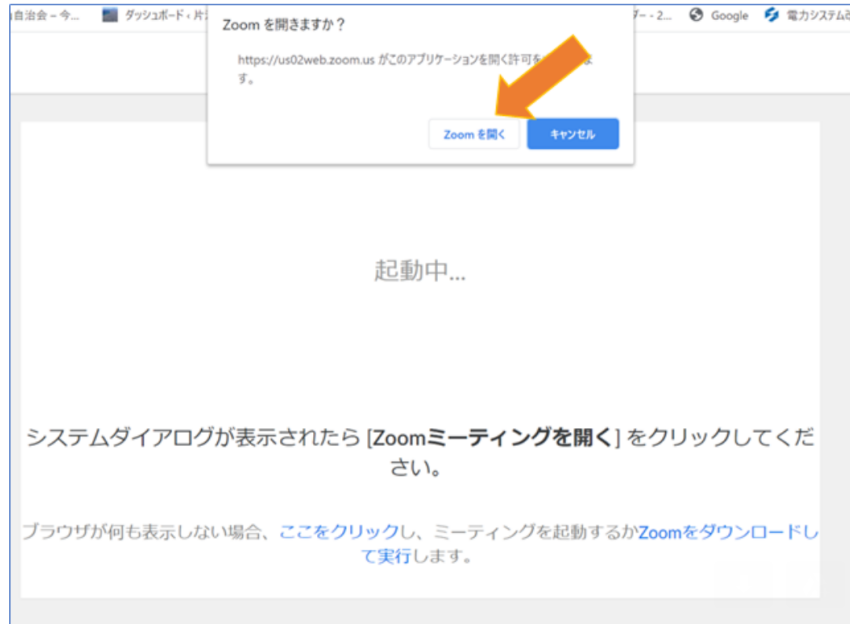 自治会 – 今... ダッシュボード ‹ 片 - 2... Google 電力システム
Zoom を開きますか？
https://us02web.zoom.us がこのアプリケーションを開く許可を
す。
Zoom を開く キャンセル
起動中...
システムダイアログが表示されたら [Zoomミーティングを開く] をクリックしてくだ
さい。
ブラウザが何も表示しない場合、ここをクリックし、ミーティングを起動するかZoomをダウンロードし
て実行します。